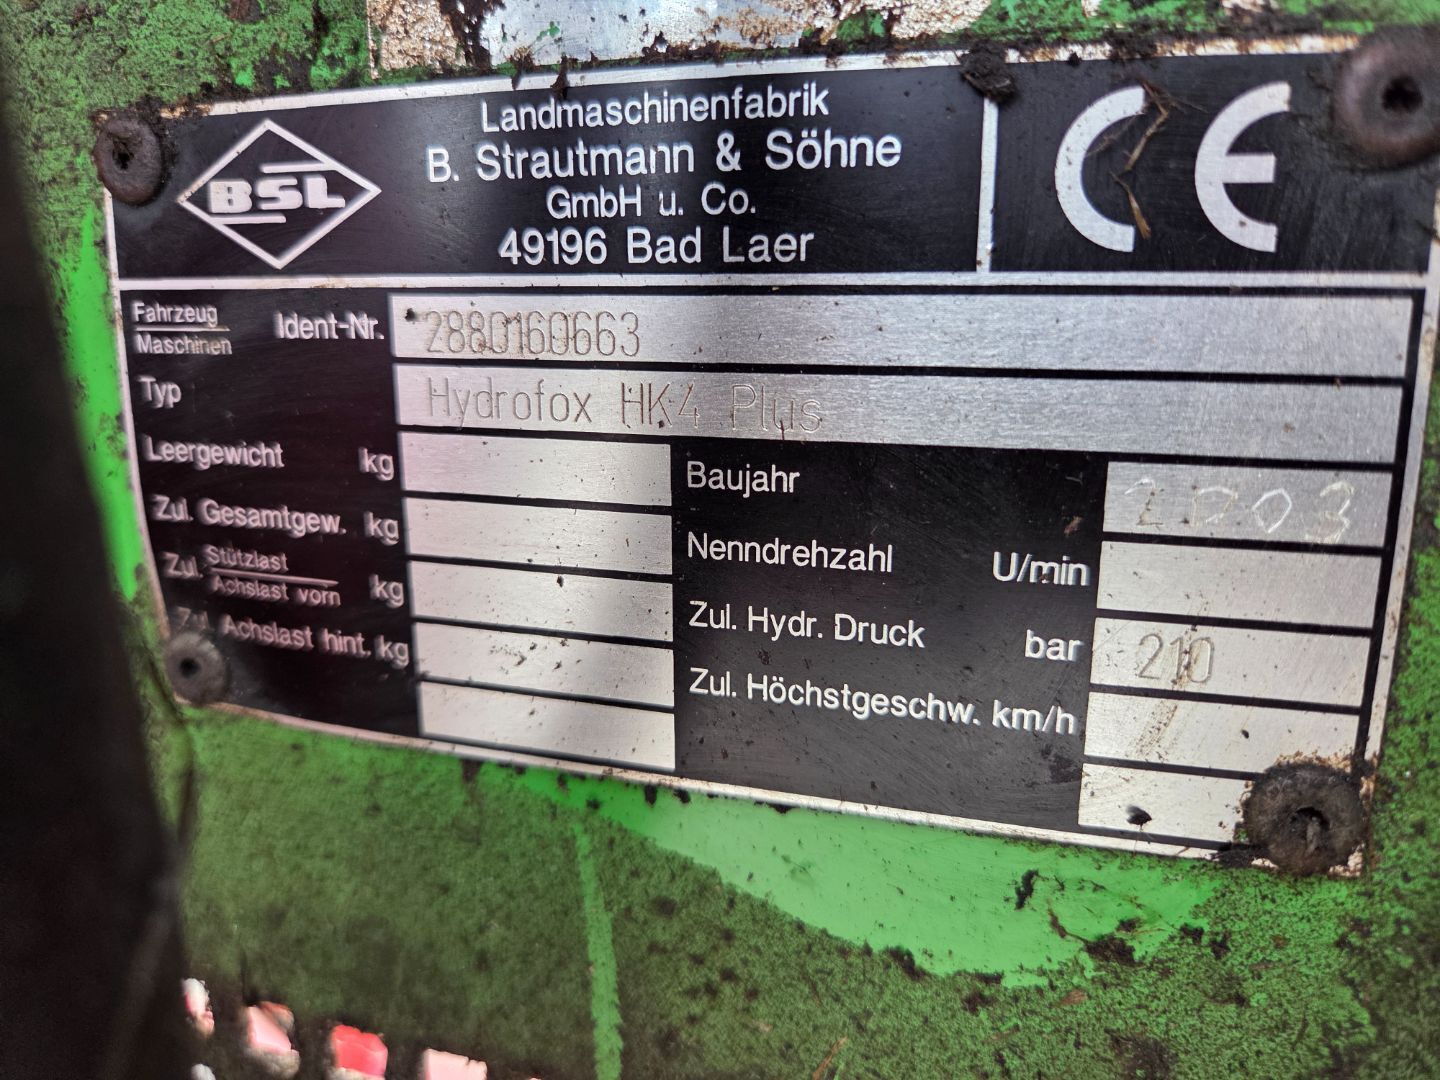 BSL
Landmaschinenfabrik
B. Strautmann & Söhne
GmbH u. Co.
49196 Bad Laer
CE
Fahrzeug
Maschinen
Ident-Nr. 2880160663
Typ Hydrofox HK4 Plus
Leergewicht kg
Zul. Gesamtgew. kg
Zul. Stützlast
Achslast vorn kg
Zul. Achslast hint. kg
Baujahr 2003
Nenndrehzahl U/min
Zul. Hydr. Druck bar 210
Zul. Höchstgeschw. km/h